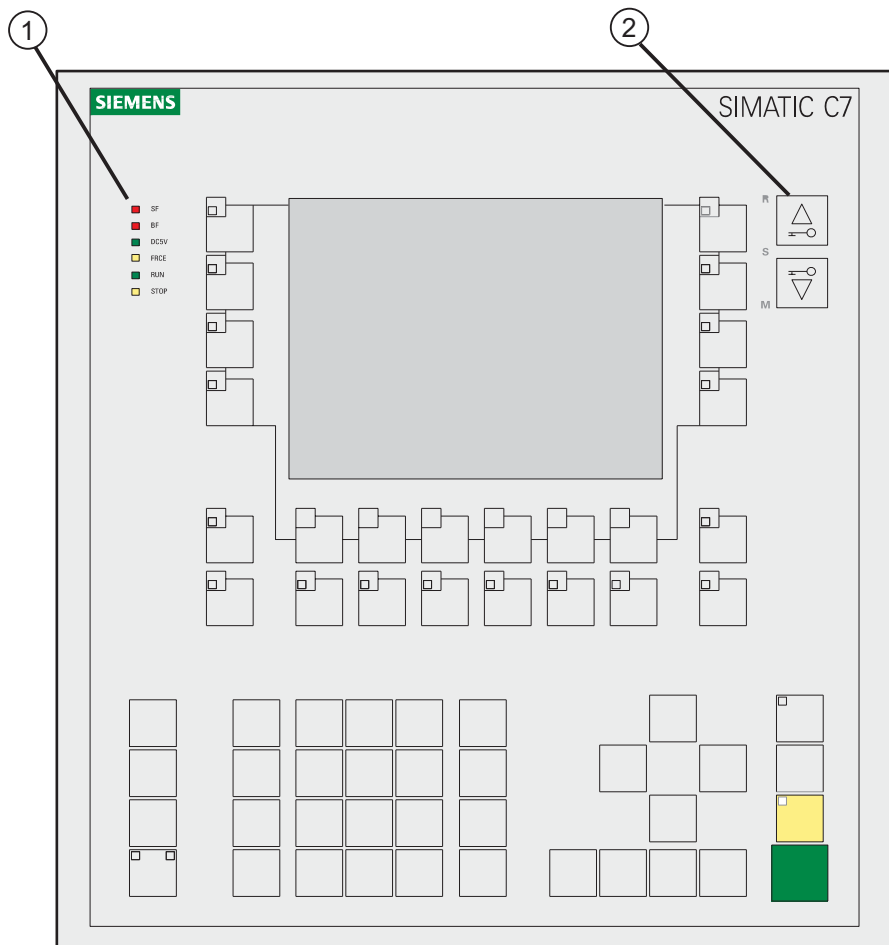 1
2
SIEMENS
SIMATIC C7
SF
BF
DC5V
FRCE
RUN
STOP
R
S
M